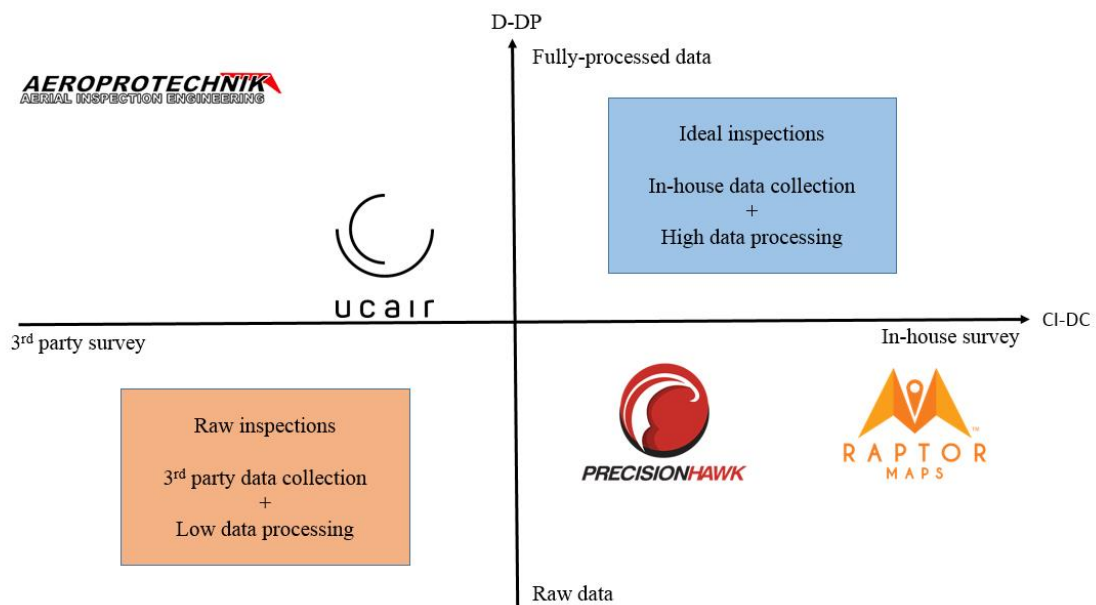 D-DP
Fully-processed data
AEROPROTECHNIK
AERIAL INSPECTION ENGINEERING
Ideal inspections
In-house data collection
+
High data processing
ucair
CI-DC
3rd party survey
In-house survey
Raw inspections
3rd party data collection
+
Low data processing
PRECISIONHAWK
RAPTOR
MAPS
TM
Raw data